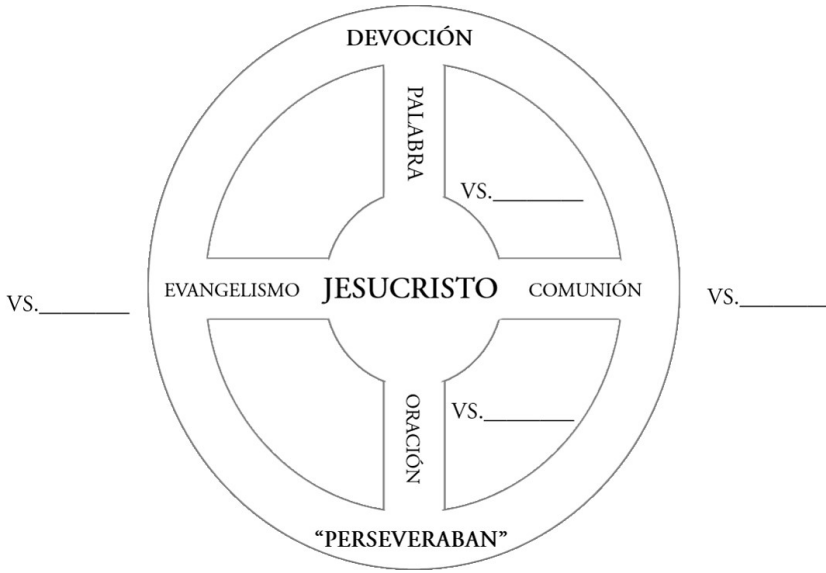 DEVOCIÓN
PALABRA
VS.________
EVANGELISMO JESUCRISTO COMUNIÓN
VS.________
VS.________
ORACIÓN
VS.________
“PERSEVERABAN”